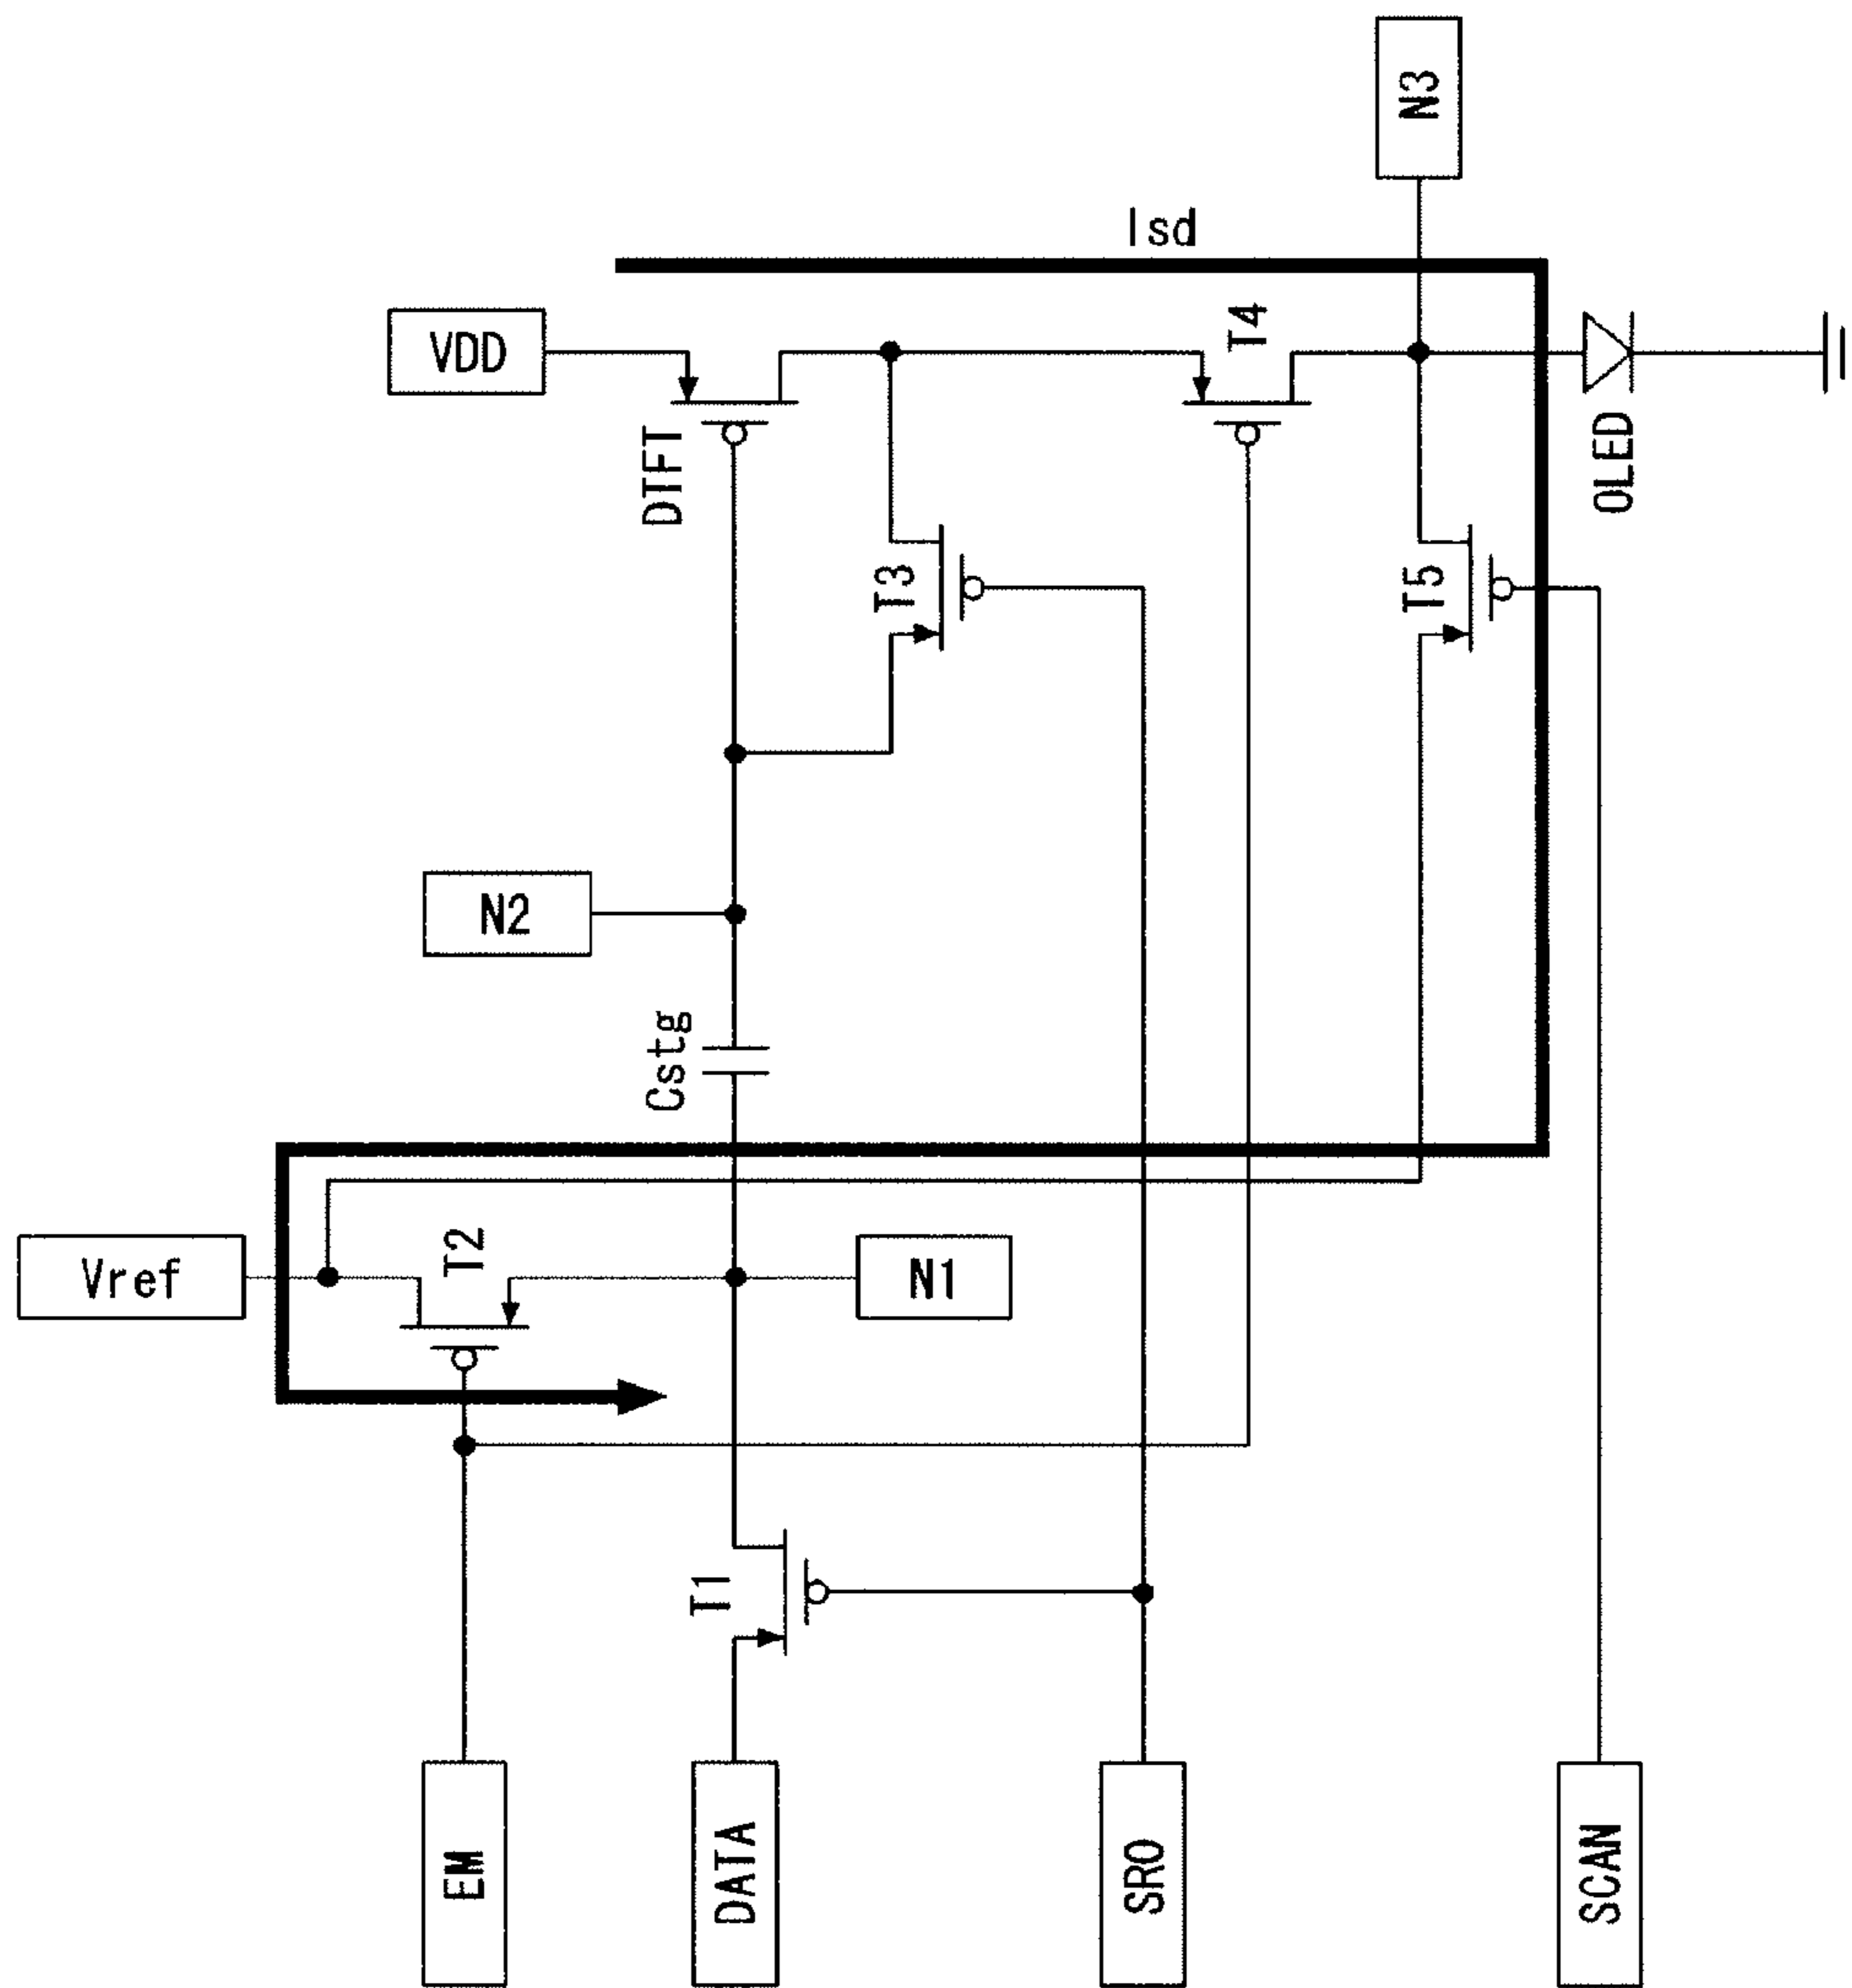 N3
Isd
VDD
T4
DTFT
OLED
T3
T5
N2
Cstg
T2
Vref
N1
T1
EM
DATA
SRO
SCAN